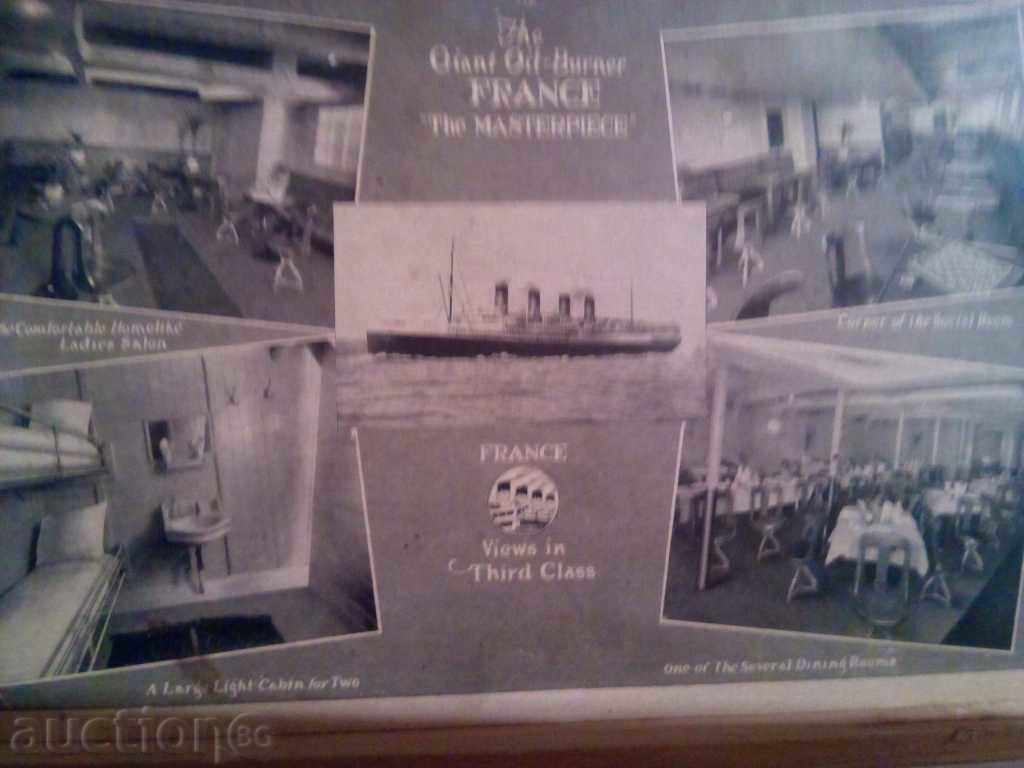 The
Giant Oil-Burner
FRANCE
"The MASTERPIECE"
Comfortable Homelike
Ladies Salon
Corner of the Social Room
FRANCE
Views in
Third Class
A Large Light Cabin for Two
One of The Several Dining Rooms
auction BG